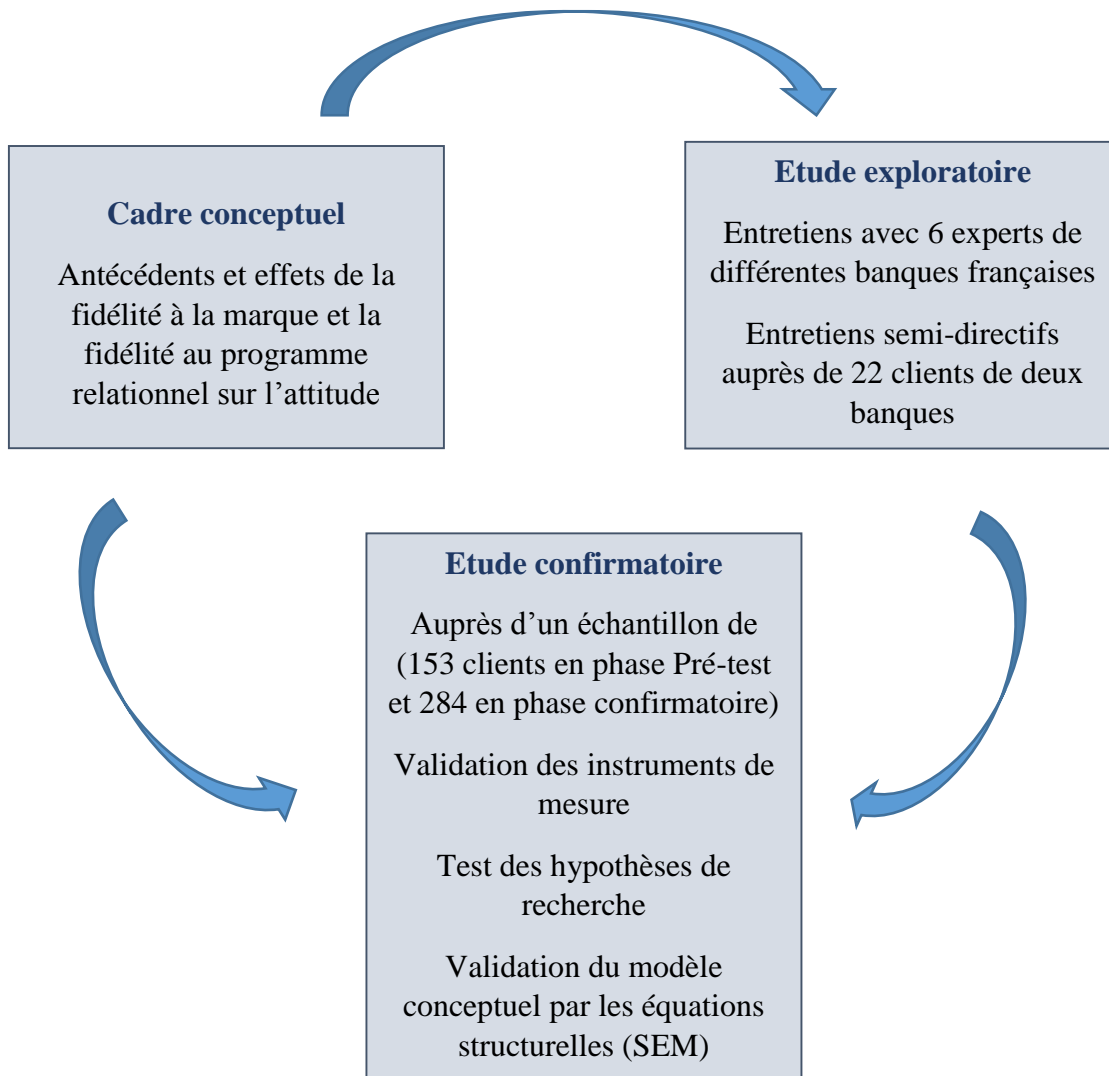 Cadre conceptuel
Antécédents et effets de la
fidélité à la marque et la
fidélité au programme
relationnel sur l’attitude
Etude exploratoire
Entretiens avec 6 experts de
différentes banques françaises
Entretiens semi-directifs
auprès de 22 clients de deux
banques
Etude confirmatoire
Auprès d’un échantillon de
(153 clients en phase Pré-test
et 284 en phase confirmatoire)
Validation des instruments de
mesure
Test des hypothèses de
recherche
Validation du modèle
conceptuel par les équations
structurelles (SEM)